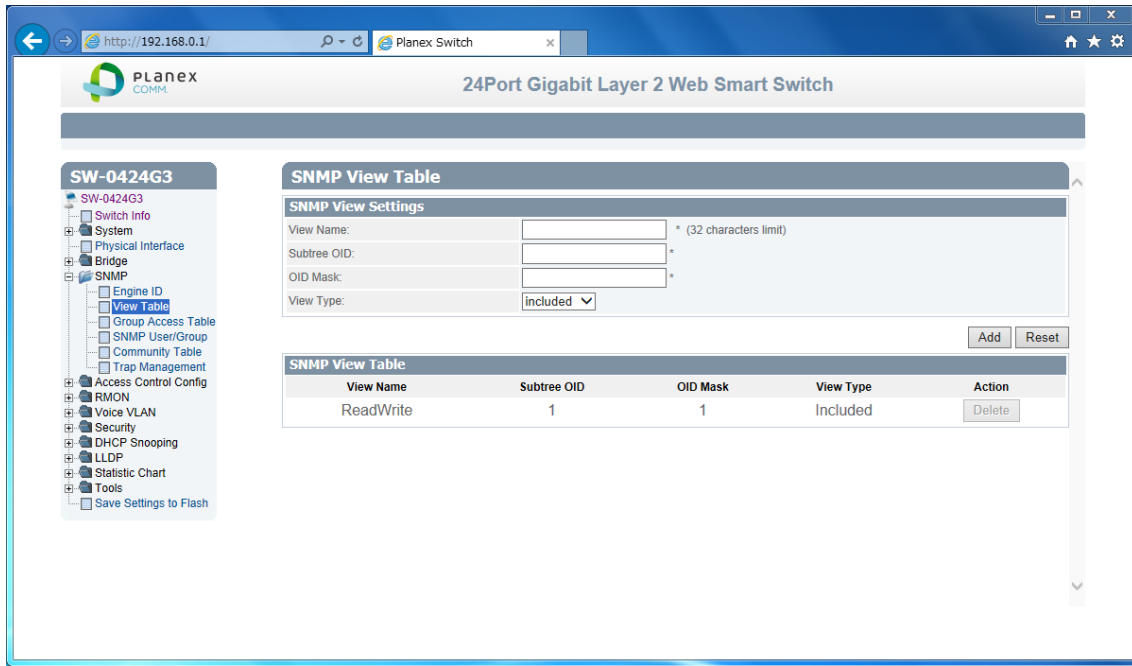 http://192.168.0.1/
Planex Switch
PLANEX
COMM.
24Port Gigabit Layer 2 Web Smart Switch
SW-0424G3
SW-0424G3
Switch Info
System
Physical Interface
Bridge
SNMP
Engine ID
View Table
Group Access Table
SNMP User/Group
Community Table
Trap Management
Access Control Config
RMON
Voice VLAN
Security
DHCP Snooping
LLDP
Statistic Chart
Tools
Save Settings to Flash
SNMP View Table
SNMP View Settings
View Name: * (32 characters limit)
Subtree OID: *
OID Mask: *
View Type: included
Add Reset
SNMP View Table
View Name Subtree OID OID Mask View Type Action
ReadWrite 1 1 Included Delete